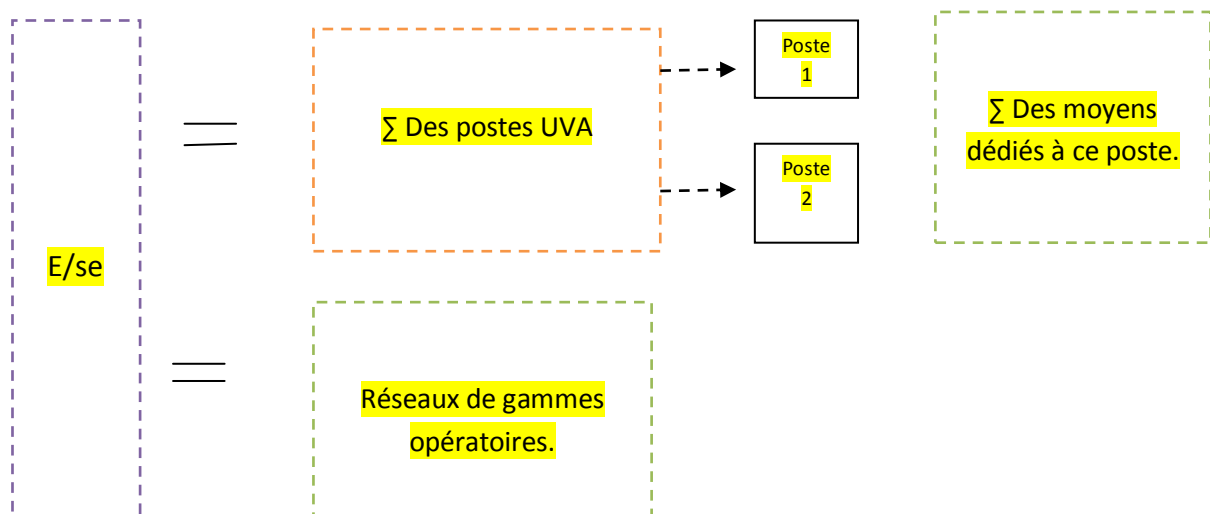 Poste
1
∑ Des postes UVA
∑ Des moyens
dédiés à ce poste.
Poste
2
E/se
Réseaux de gammes
opératoires.